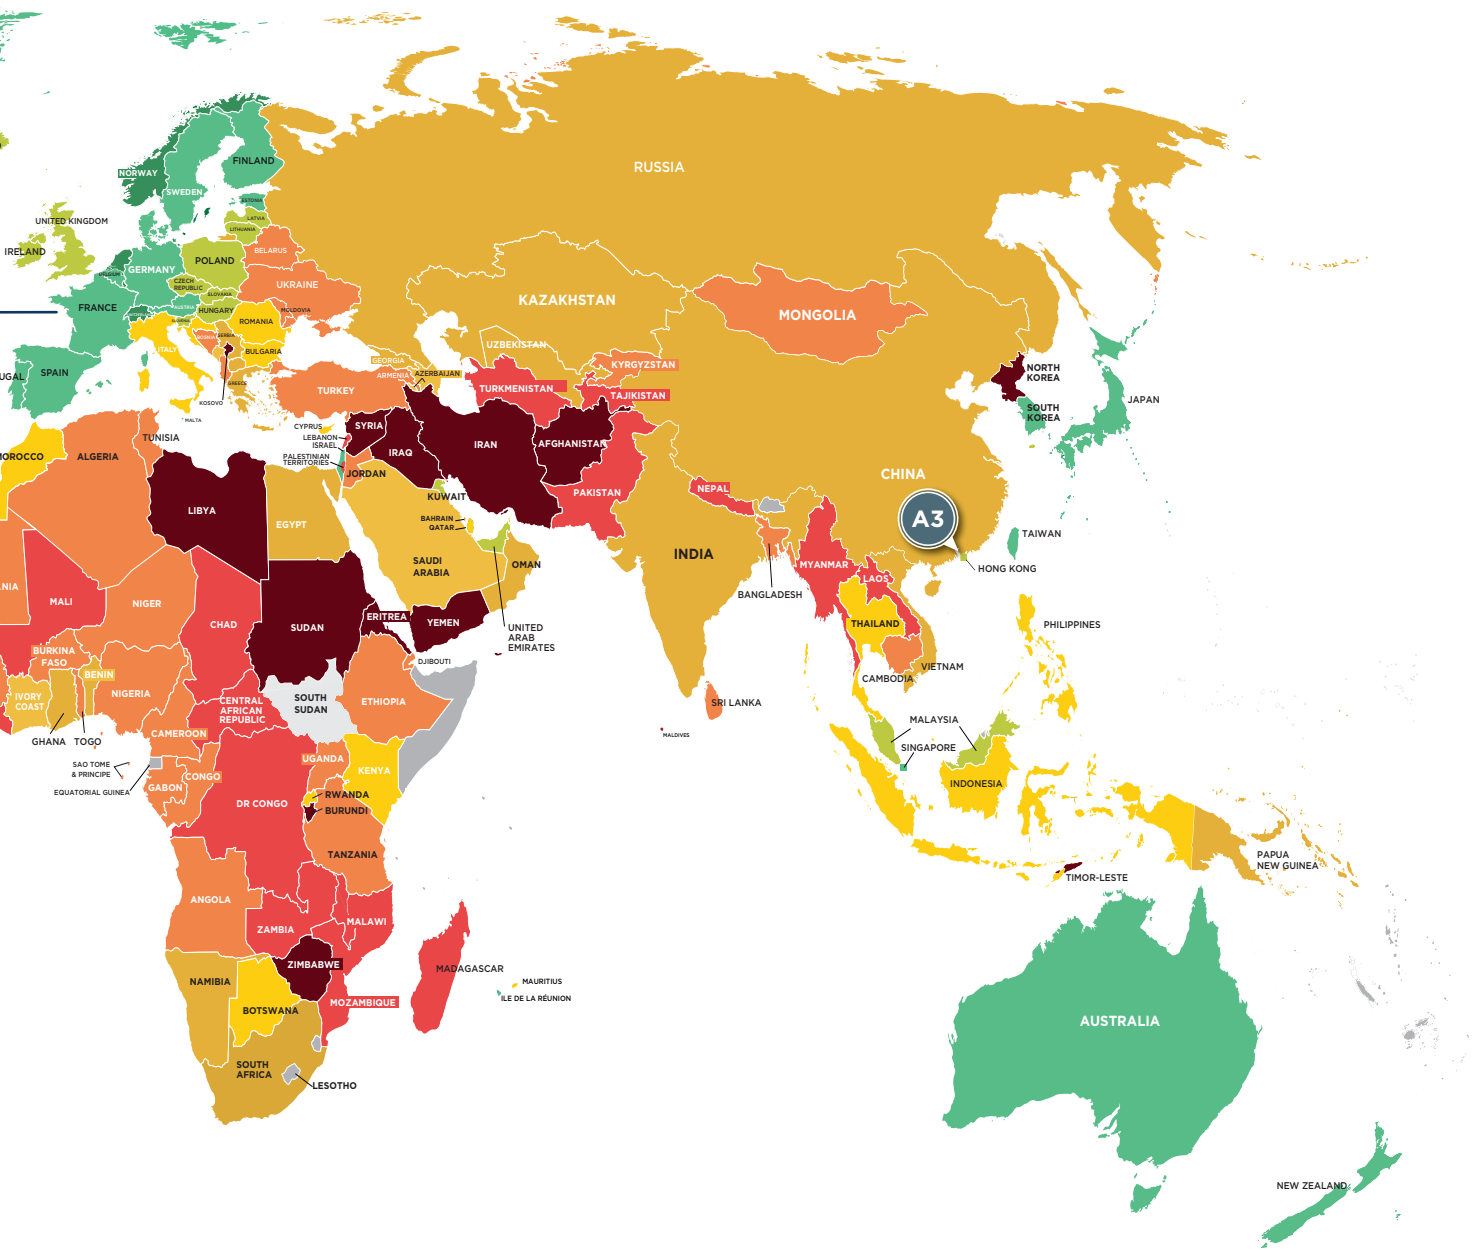 RUSSIA
NORWAY
FINLAND
SWEDEN
ESTONIA
LATVIA
LITHUANIA
UNITED KINGDOM
IRELAND
BELARUS
POLAND
GERMANY
BELGIUM
CZECH
REPUBLIC
SLOVAKIA
UKRAINE
FRANCE
AUSTRIA
HUNGARY
MOLDOVIA
ROMANIA
ITALY
SERBIA
BULGARIA
KAZAKHSTAN
MONGOLIA
UZBEKISTAN
GEORGIA
KYRGYZSTAN
UGAL
SPAIN
GREECE
KOSOVO
MALTA
TURKEY
ARMENIA
AZERBAIJAN
TURKMENISTAN
TAJIKISTAN
NORTH
KOREA
SOUTH
KOREA
JAPAN
CYPRUS
LEBANON
ISRAEL
PALESTINIAN
TERRITORIES
SYRIA
IRAQ
IRAN
AFGHANISTAN
JORDAN
KUWAIT
PAKISTAN
NEPAL
CHINA
A3
MOROCCO
ALGERIA
TUNISIA
LIBYA
EGYPT
BAHRAIN
QATAR
SAUDI
ARABIA
OMAN
INDIA
MYANMAR
LAOS
TAIWAN
HONG KONG
BANGLADESH
NIA
MALI
NIGER
CHAD
SUDAN
ERITREA
YEMEN
UNITED
ARAB
EMIRATES
THAILAND
PHILIPPINES
VIETNAM
CAMBODIA
BURKINA
FASO
BENIN
IVORY
COAST
NIGERIA
DJIBOUTI
SOUTH
SUDAN
ETHIOPIA
CENTRAL
AFRICAN
REPUBLIC
SRI LANKA
MALDIVES
MALAYSIA
SINGAPORE
INDONESIA
GHANA
TOGO
CAMEROON
SAO TOME
& PRINCIPE
EQUATORIAL GUINEA
CONGO
GABON
UGANDA
KENYA
RWANDA
BURUNDI
DR CONGO
TANZANIA
PAPUA
NEW GUINEA
TIMOR-LESTE
ANGOLA
ZAMBIA
MALAWI
ZIMBABWE
MADAGASCAR
MAURITIUS
ILE DE LA RÉUNION
NAMIBIA
BOTSWANA
MOZAMBIQUE
SOUTH
AFRICA
LESOTHO
AUSTRALIA
NEW ZEALAND